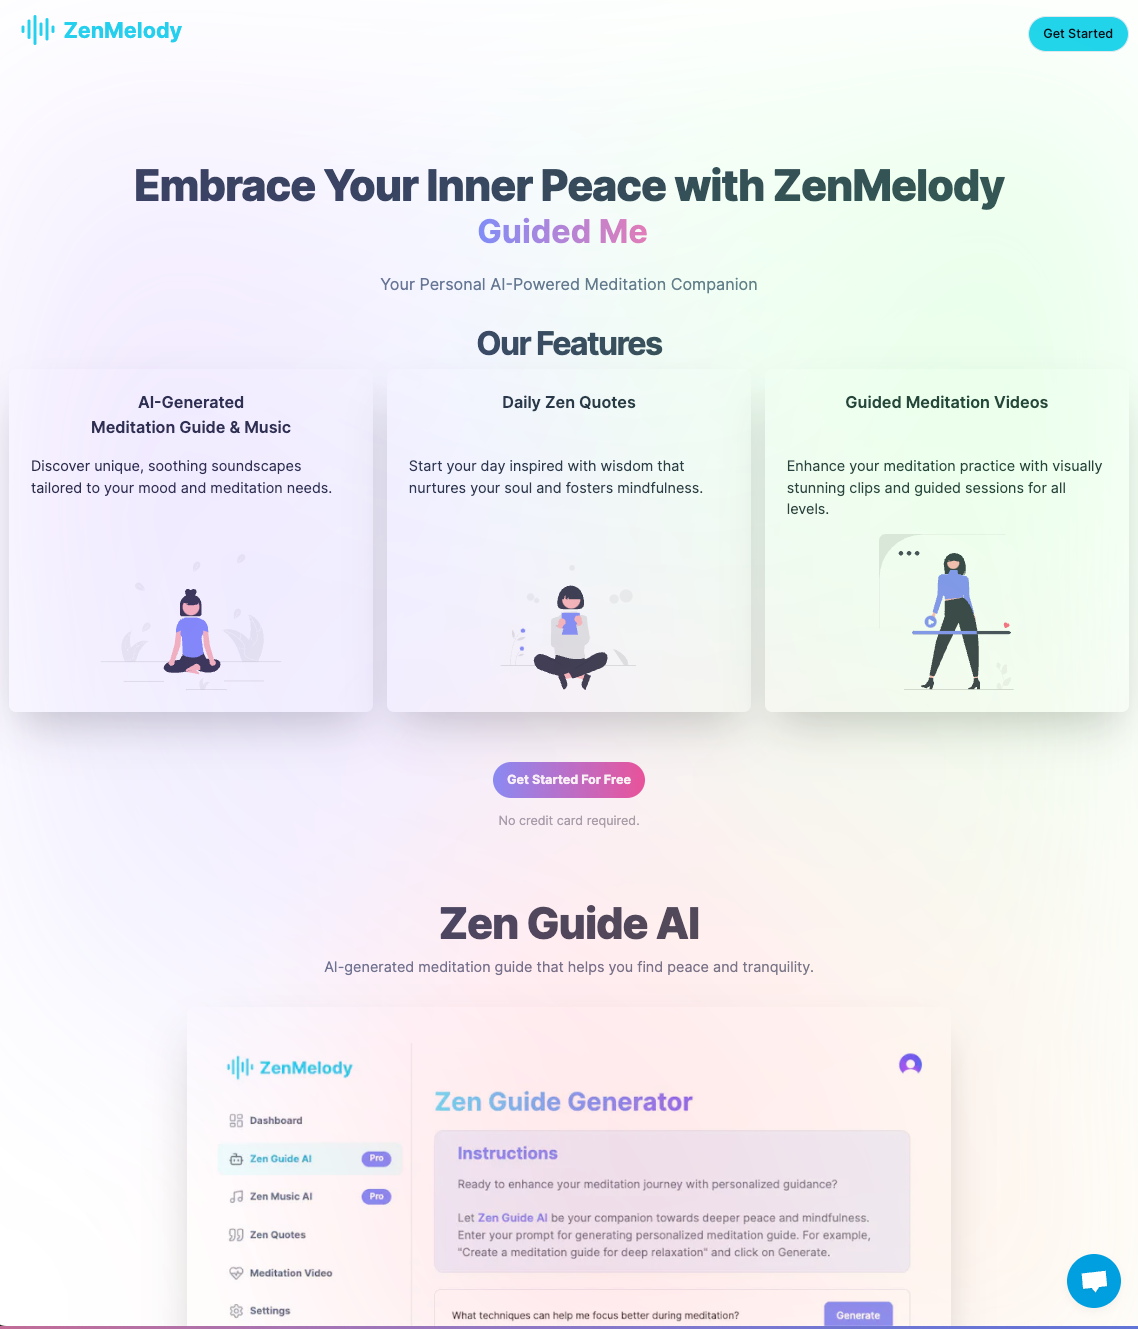 ZenMelody
Get Started
Embrace Your Inner Peace with ZenMelody
Guided Me
Your Personal AI-Powered Meditation Companion
Our Features
AI-Generated
Meditation Guide & Music
Discover unique, soothing soundscapes
tailored to your mood and meditation needs.
Daily Zen Quotes
Start your day inspired with wisdom that
nurtures your soul and fosters mindfulness.
Guided Meditation Videos
Enhance your meditation practice with visually
stunning clips and guided sessions for all
levels.
Get Started For Free
No credit card required.
Zen Guide AI
AI-generated meditation guide that helps you find peace and tranquility.
ZenMelody
Dashboard
Zen Guide AI Pro
Zen Music AI Pro
Zen Quotes
Meditation Video
Settings
Zen Guide Generator
Instructions
Ready to enhance your meditation journey with personalized guidance?
Let Zen Guide AI be your companion towards deeper peace and mindfulness.
Enter your prompt for generating personalized meditation guide. For example,
"Create a meditation guide for deep relaxation" and click on Generate.
What techniques can help me focus better during meditation?
Generate